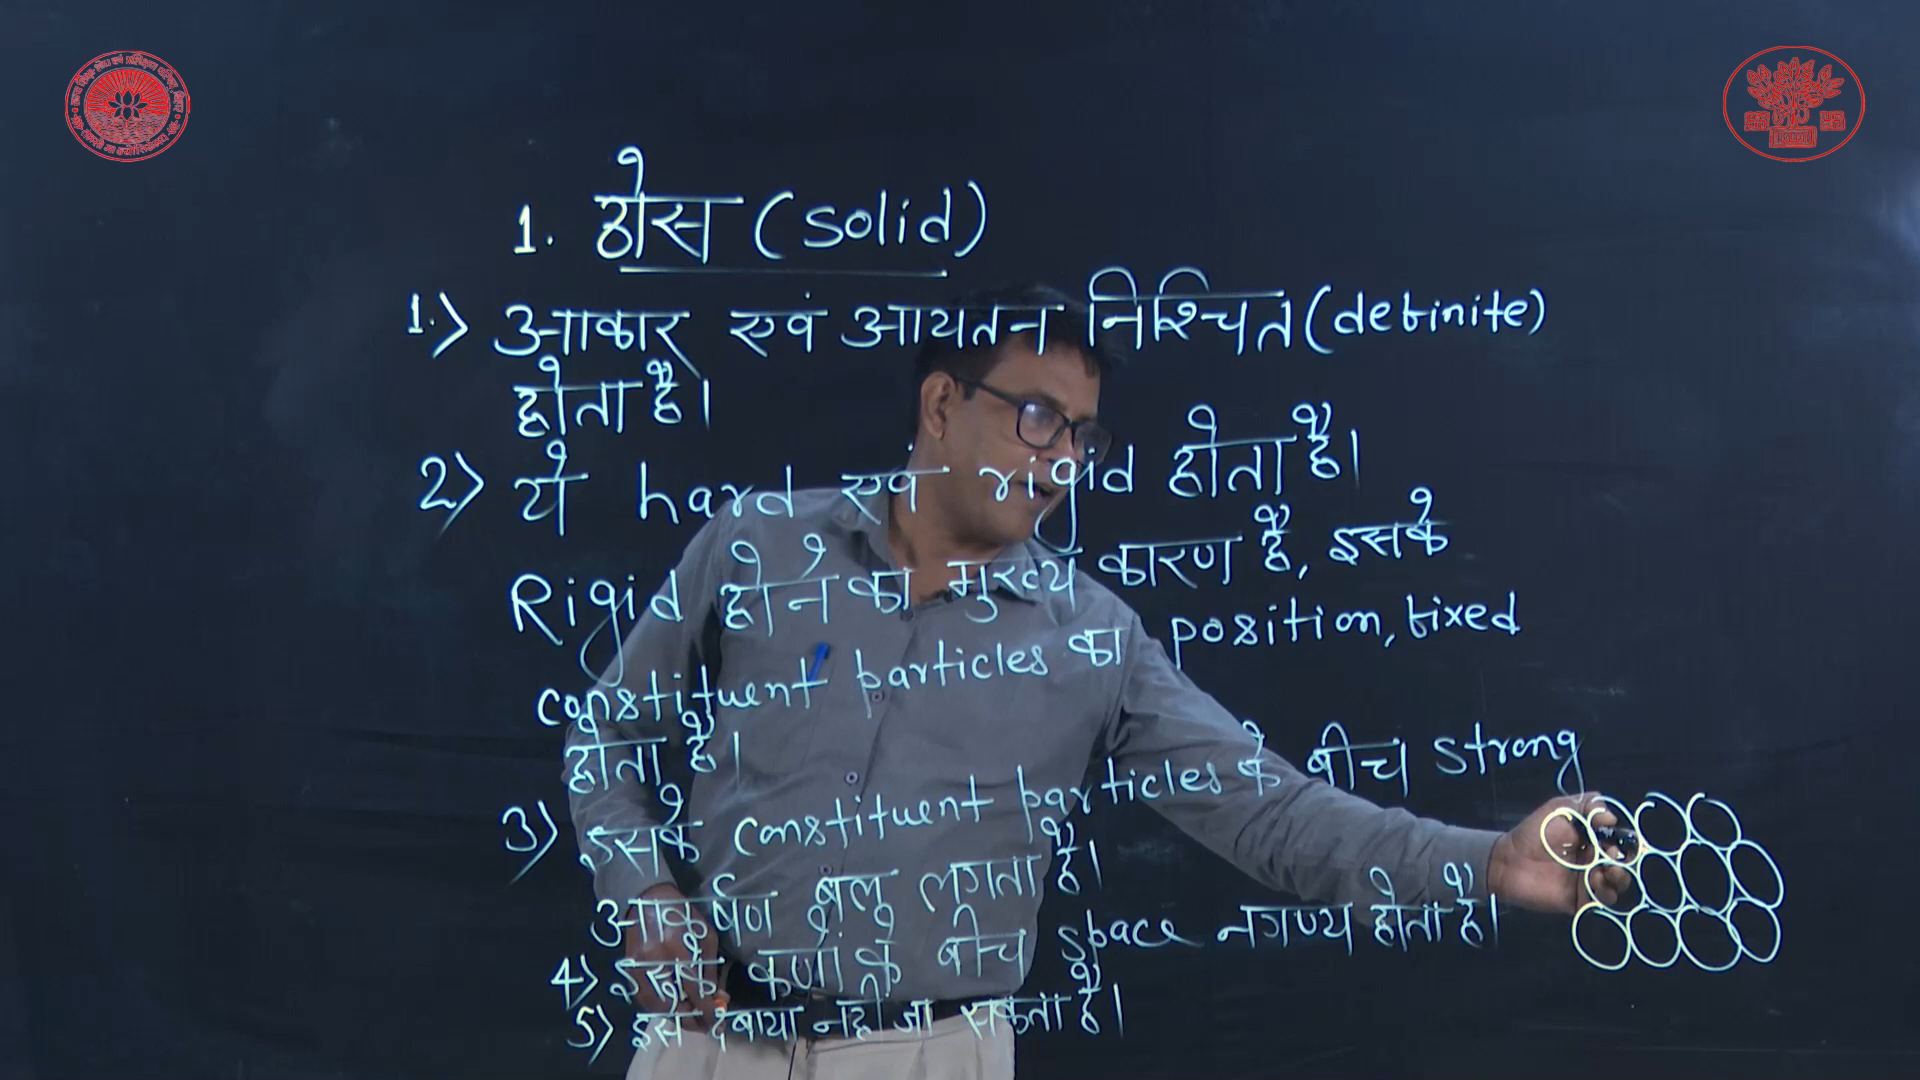 1. ठोस (solid)
1.) आकार एवं आयतन निश्चित (definite)
होता है।
2) ये hard एवं rigid होता है।
Rigid होने का मुख्य कारण है, इसके
constituent particles का position, fixed
होता है।
3) इसके constituent particles के बीच strong
आकर्षण बल लगता है।
4) इसके कणों के बीच space नगण्य होता है।
5) इसे दबाया नहीं जा सकता है।